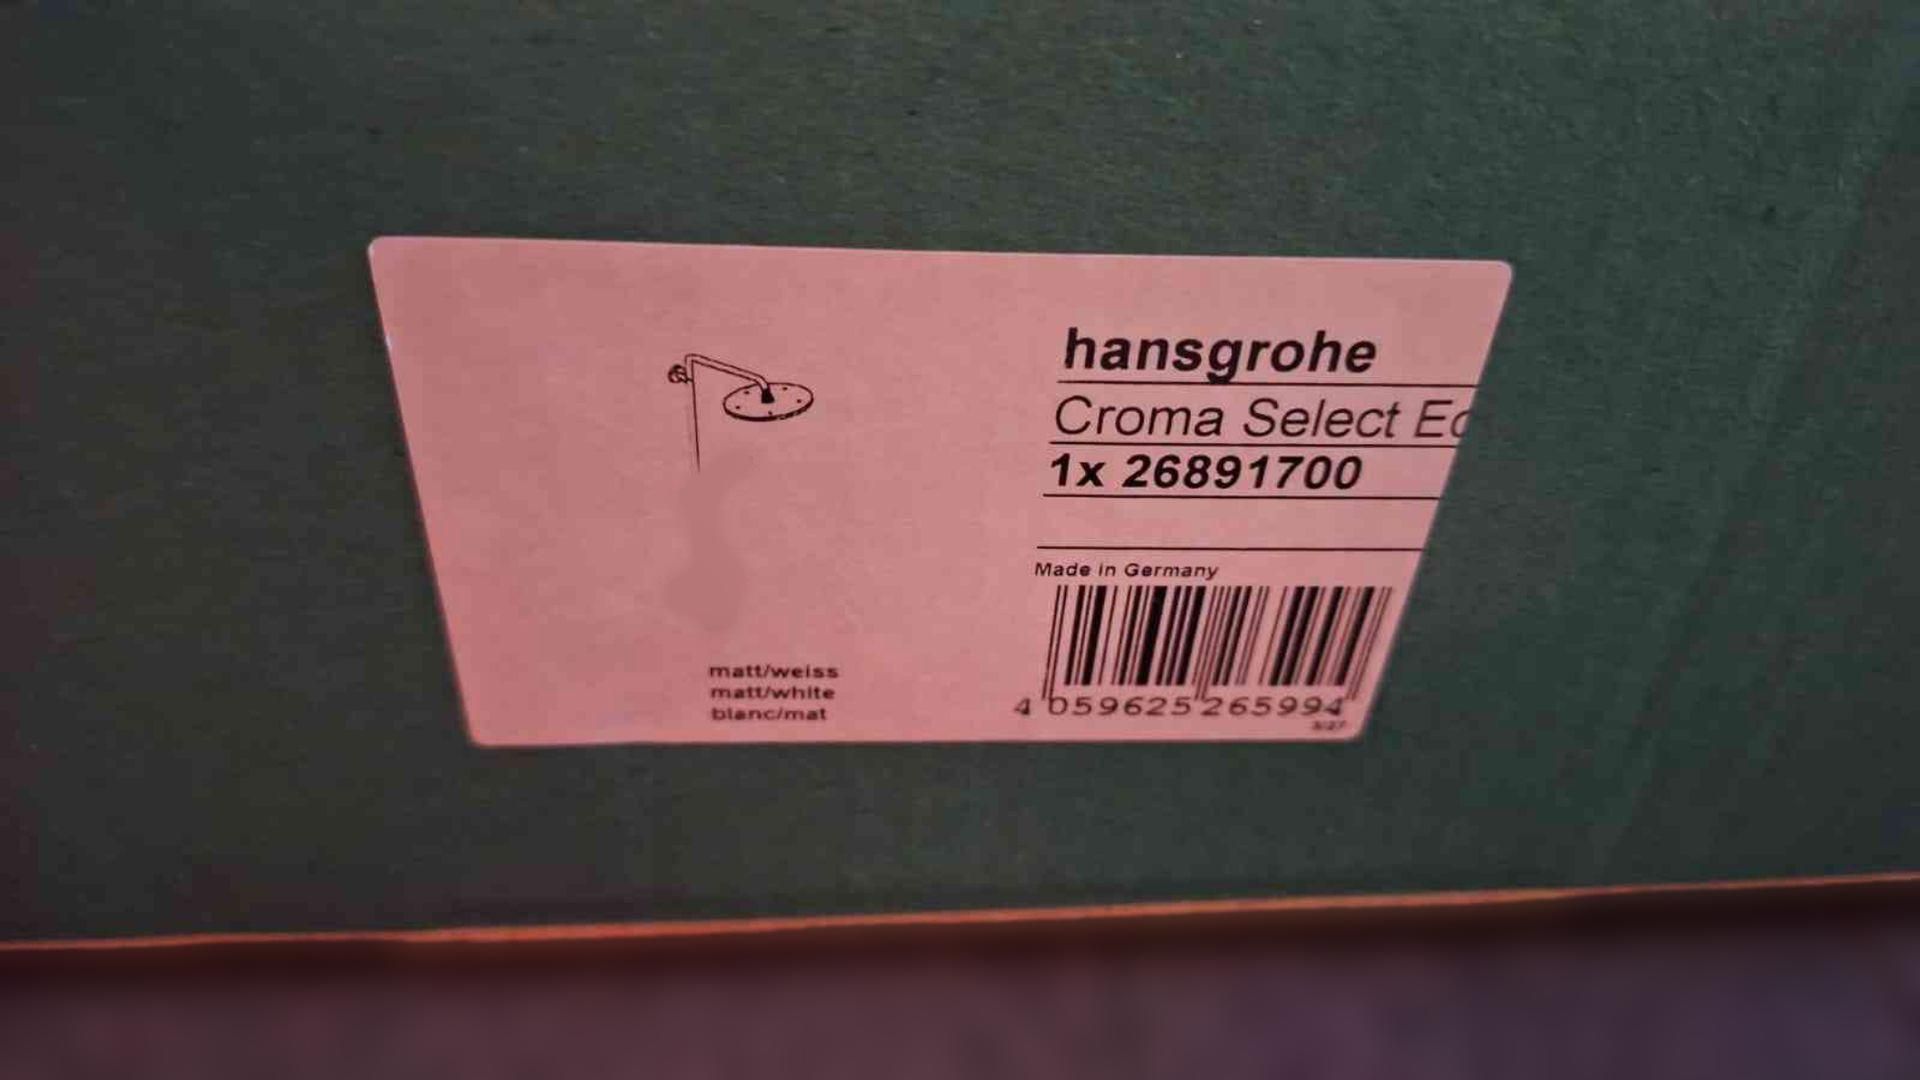 hansgrohe
Croma Select
1x 26891700
Made in Germany
matt/weiss
matt/white
blanc/mat
4 059625 265994